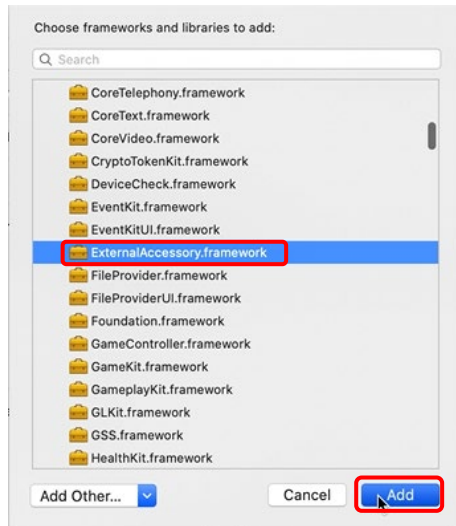 Choose frameworks and libraries to add:
Search
CoreTelephony.framework
CoreText.framework
CoreVideo.framework
CryptoTokenKit.framework
DeviceCheck.framework
EventKit.framework
EventKitUI.framework
ExternalAccessory.framework
FileProvider.framework
FileProviderUI.framework
Foundation.framework
GameController.framework
GameKit.framework
GameplayKit.framework
GLKit.framework
GSS.framework
HealthKit.framework
Add Other... Cancel Add